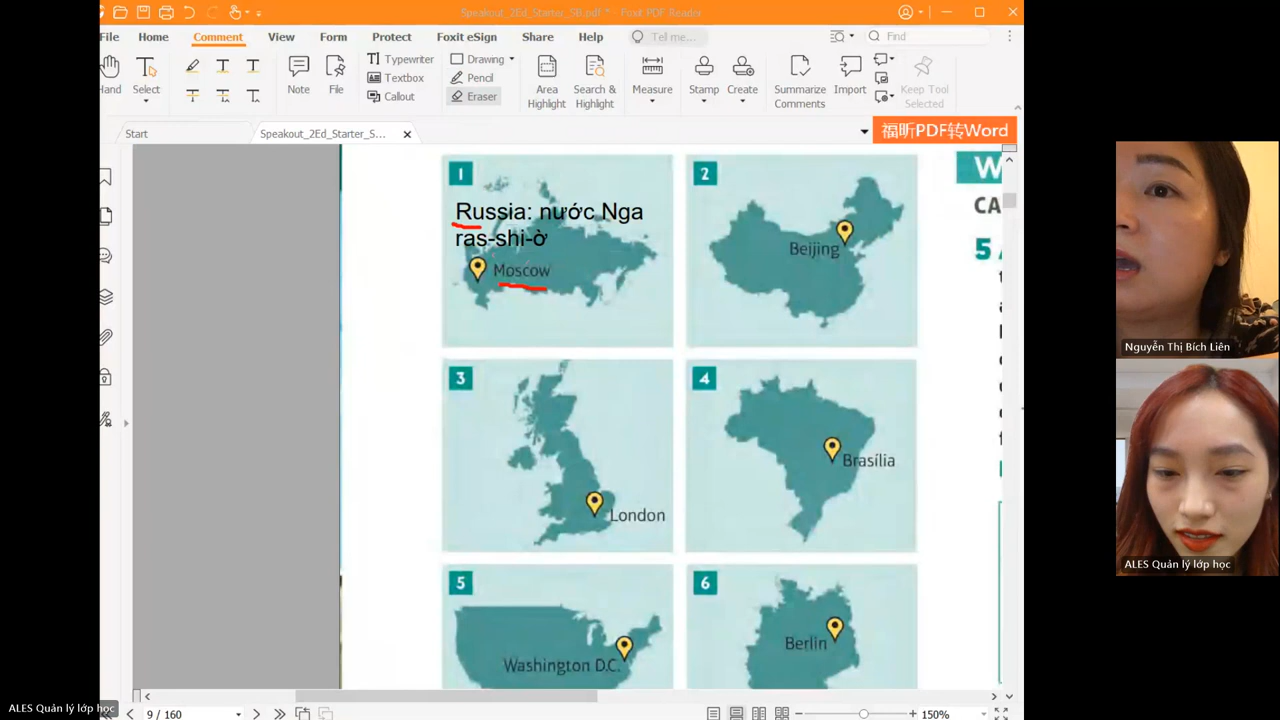 Speakout_2Ed_Starter_SB.pdf * - Foxit PDF Reader
File Home Comment View Form Protect Foxit eSign Share Help Tell me... Find
Hand
Select
Note
File
Typewriter
Textbox
Callout
Drawing
Pencil
Eraser
Area Highlight
Search & Highlight
Measure
Stamp
Create
Summarize Comments
Import
Keep Tool Selected
Start
Speakout_2Ed_Starter_S...
福昕PDF转Word
1
Russia: nước Nga
ras-shi-ờ
Moscow
2
Beijing
W
CA
5
3
London
4
Brasília
5
Washington D.C.
6
Berlin
Nguyễn Thị Bích Liên
ALES Quản lý lớp học
ALES Quản lý lớp học
9 / 160
150%